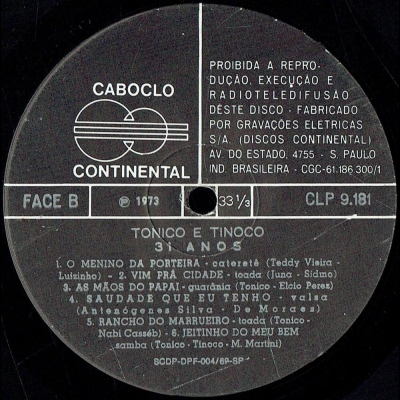 CABOCLO
CONTINENTAL
PROIBIDA A REPRO-
DUÇÃO, EXECUÇÃO E
RADIOTELEDIFUSÃO
DÊSTE DISCO - FABRICADO
POR GRAVAÇÕES ELETRICAS
S/A. (DISCOS CONTINENTAL)
AV. DO ESTADO, 4755 - S. PAULO
IND. BRASILEIRA - CGC-61.186.300/1
FACE B
℗ 1973
33 1/3
CLP 9.181
TONICO E TINOCO
31 ANOS
1. O MENINO DA PORTEIRA - cateretê (Teddy Vieira -
Luizinho) - 2. VIM PRÁ CIDADE - toada (Juna - Sidmo)
3. AS MÃOS DO PAPAI - guarânia (Tonico - Elcio Perez)
4. SAUDADE QUE EU TENHO - valsa
(Antenógenes Silva - De Moraes)
5. RANCHO DO MARRUEIRO - toada (Tonico -
Nabi Casséb) - 6. JEITINHO DO MEU BEM
samba (Tonico - Tinoco - M. Martini)
SCDP-DPF-004/69-SP